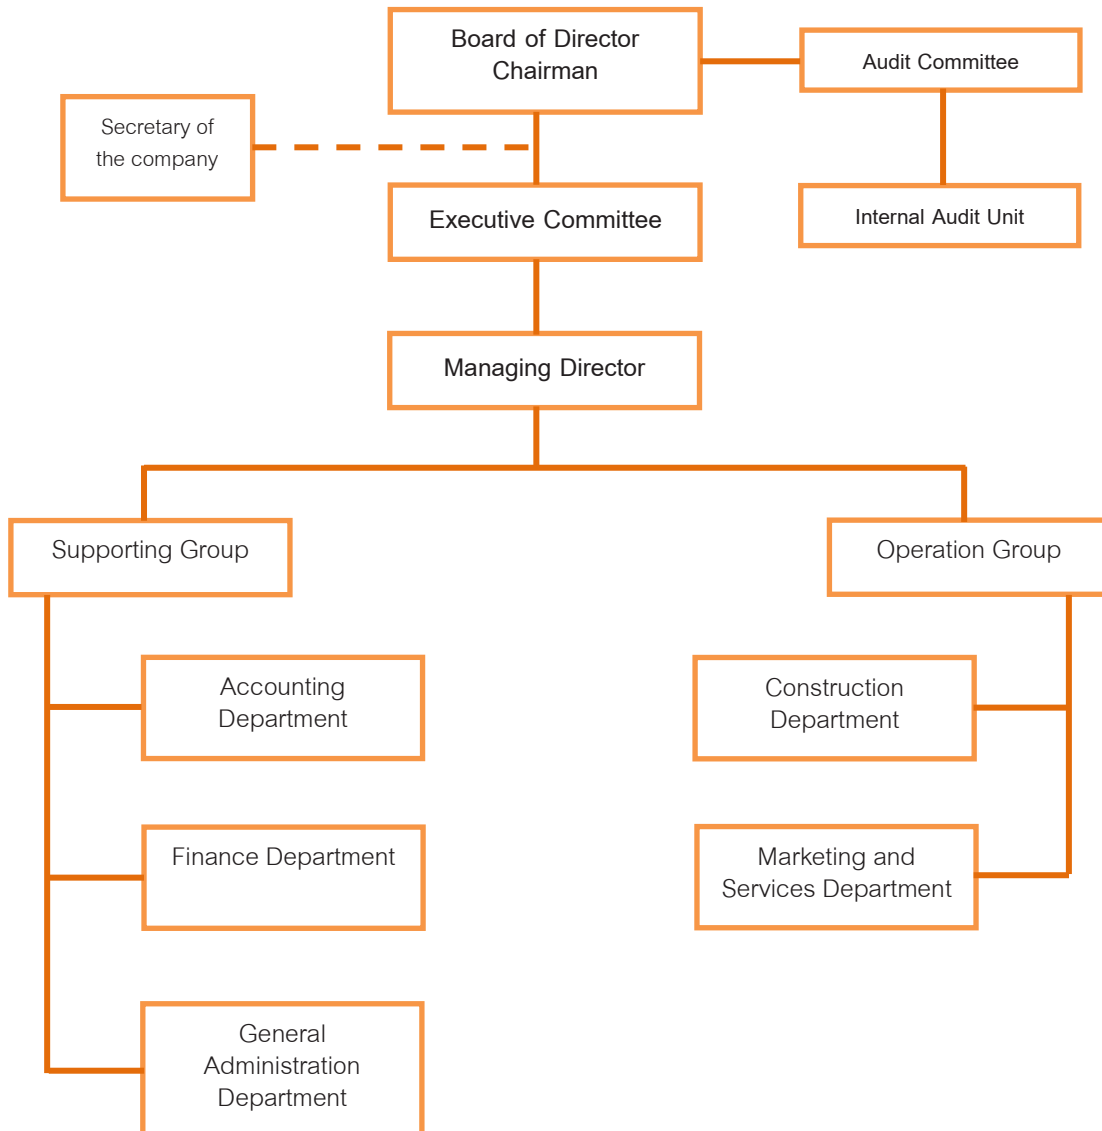 Board of Director
Chairman
Audit Committee
Secretary of
the company
Executive Committee
Internal Audit Unit
Managing Director
Supporting Group
Operation Group
Accounting
Department
Construction
Department
Finance Department
Marketing and
Services Department
General
Administration
Department